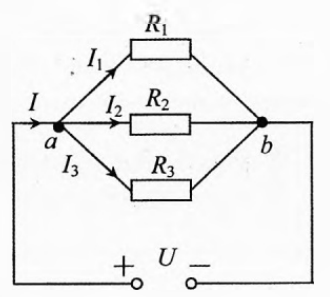 R₁
I₁
I I₂ R₂
a b
I₃ R₃
+ U −